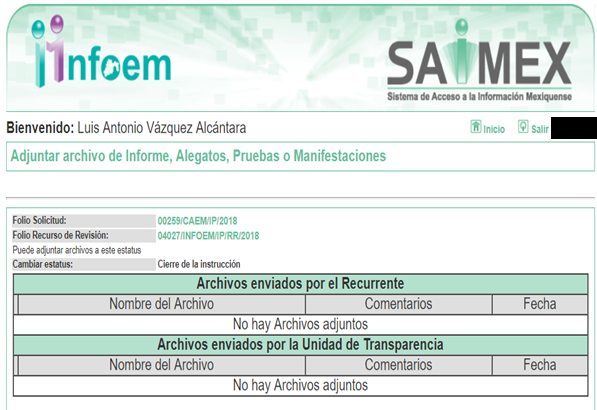 infoem
SAIMEX
Sistema de Acceso a la Información Mexiquense
Bienvenido: Luis Antonio Vázquez Alcántara
Inicio Salir
Adjuntar archivo de Informe, Alegatos, Pruebas o Manifestaciones
Folio Solicitud: 00259/CAEM/IP/2018
Folio Recurso de Revisión: 04027/INFOEM/IP/RR/2018
Puede adjuntar archivos a este estatus
Cambiar estatus: Cierre de la instrucción
Archivos enviados por el Recurrente
Nombre del Archivo Comentarios Fecha
No hay Archivos adjuntos
Archivos enviados por la Unidad de Transparencia
Nombre del Archivo Comentarios Fecha
No hay Archivos adjuntos